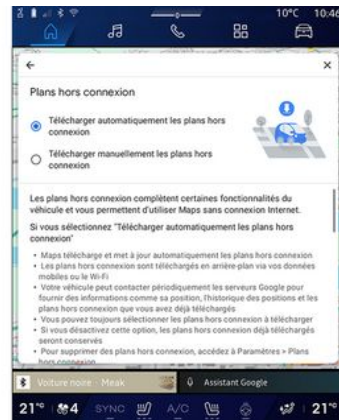 10°C 10:46
Plans hors connexion
Télécharger automatiquement les plans hors
connexion
Télécharger manuellement les plans hors
connexion
Les plans hors connexion complètent certaines fonctionnalités du
véhicule et vous permettent d'utiliser Maps sans connexion Internet.
Si vous sélectionnez "Télécharger automatiquement les plans hors
connexion"
• Maps télécharge et met à jour automatiquement les plans hors connexion
• Les plans hors connexion sont téléchargés en arrière-plan via vos données
mobiles ou le Wi-Fi
• Votre véhicule peut contacter périodiquement les serveurs Google pour
fournir des informations comme sa position, l'historique des positions et les
plans hors connexion que vous avez déjà téléchargés
• Vous pouvez toujours sélectionner les plans hors connexion à télécharger
• Si vous désactivez cette option, les plans hors connexion déjà téléchargés
seront conservés
• Pour supprimer des plans hors connexion, accédez à Paramètres > Plans
Voiture noire Meak Assistant Google
21° 4 SYNC A/C 21°